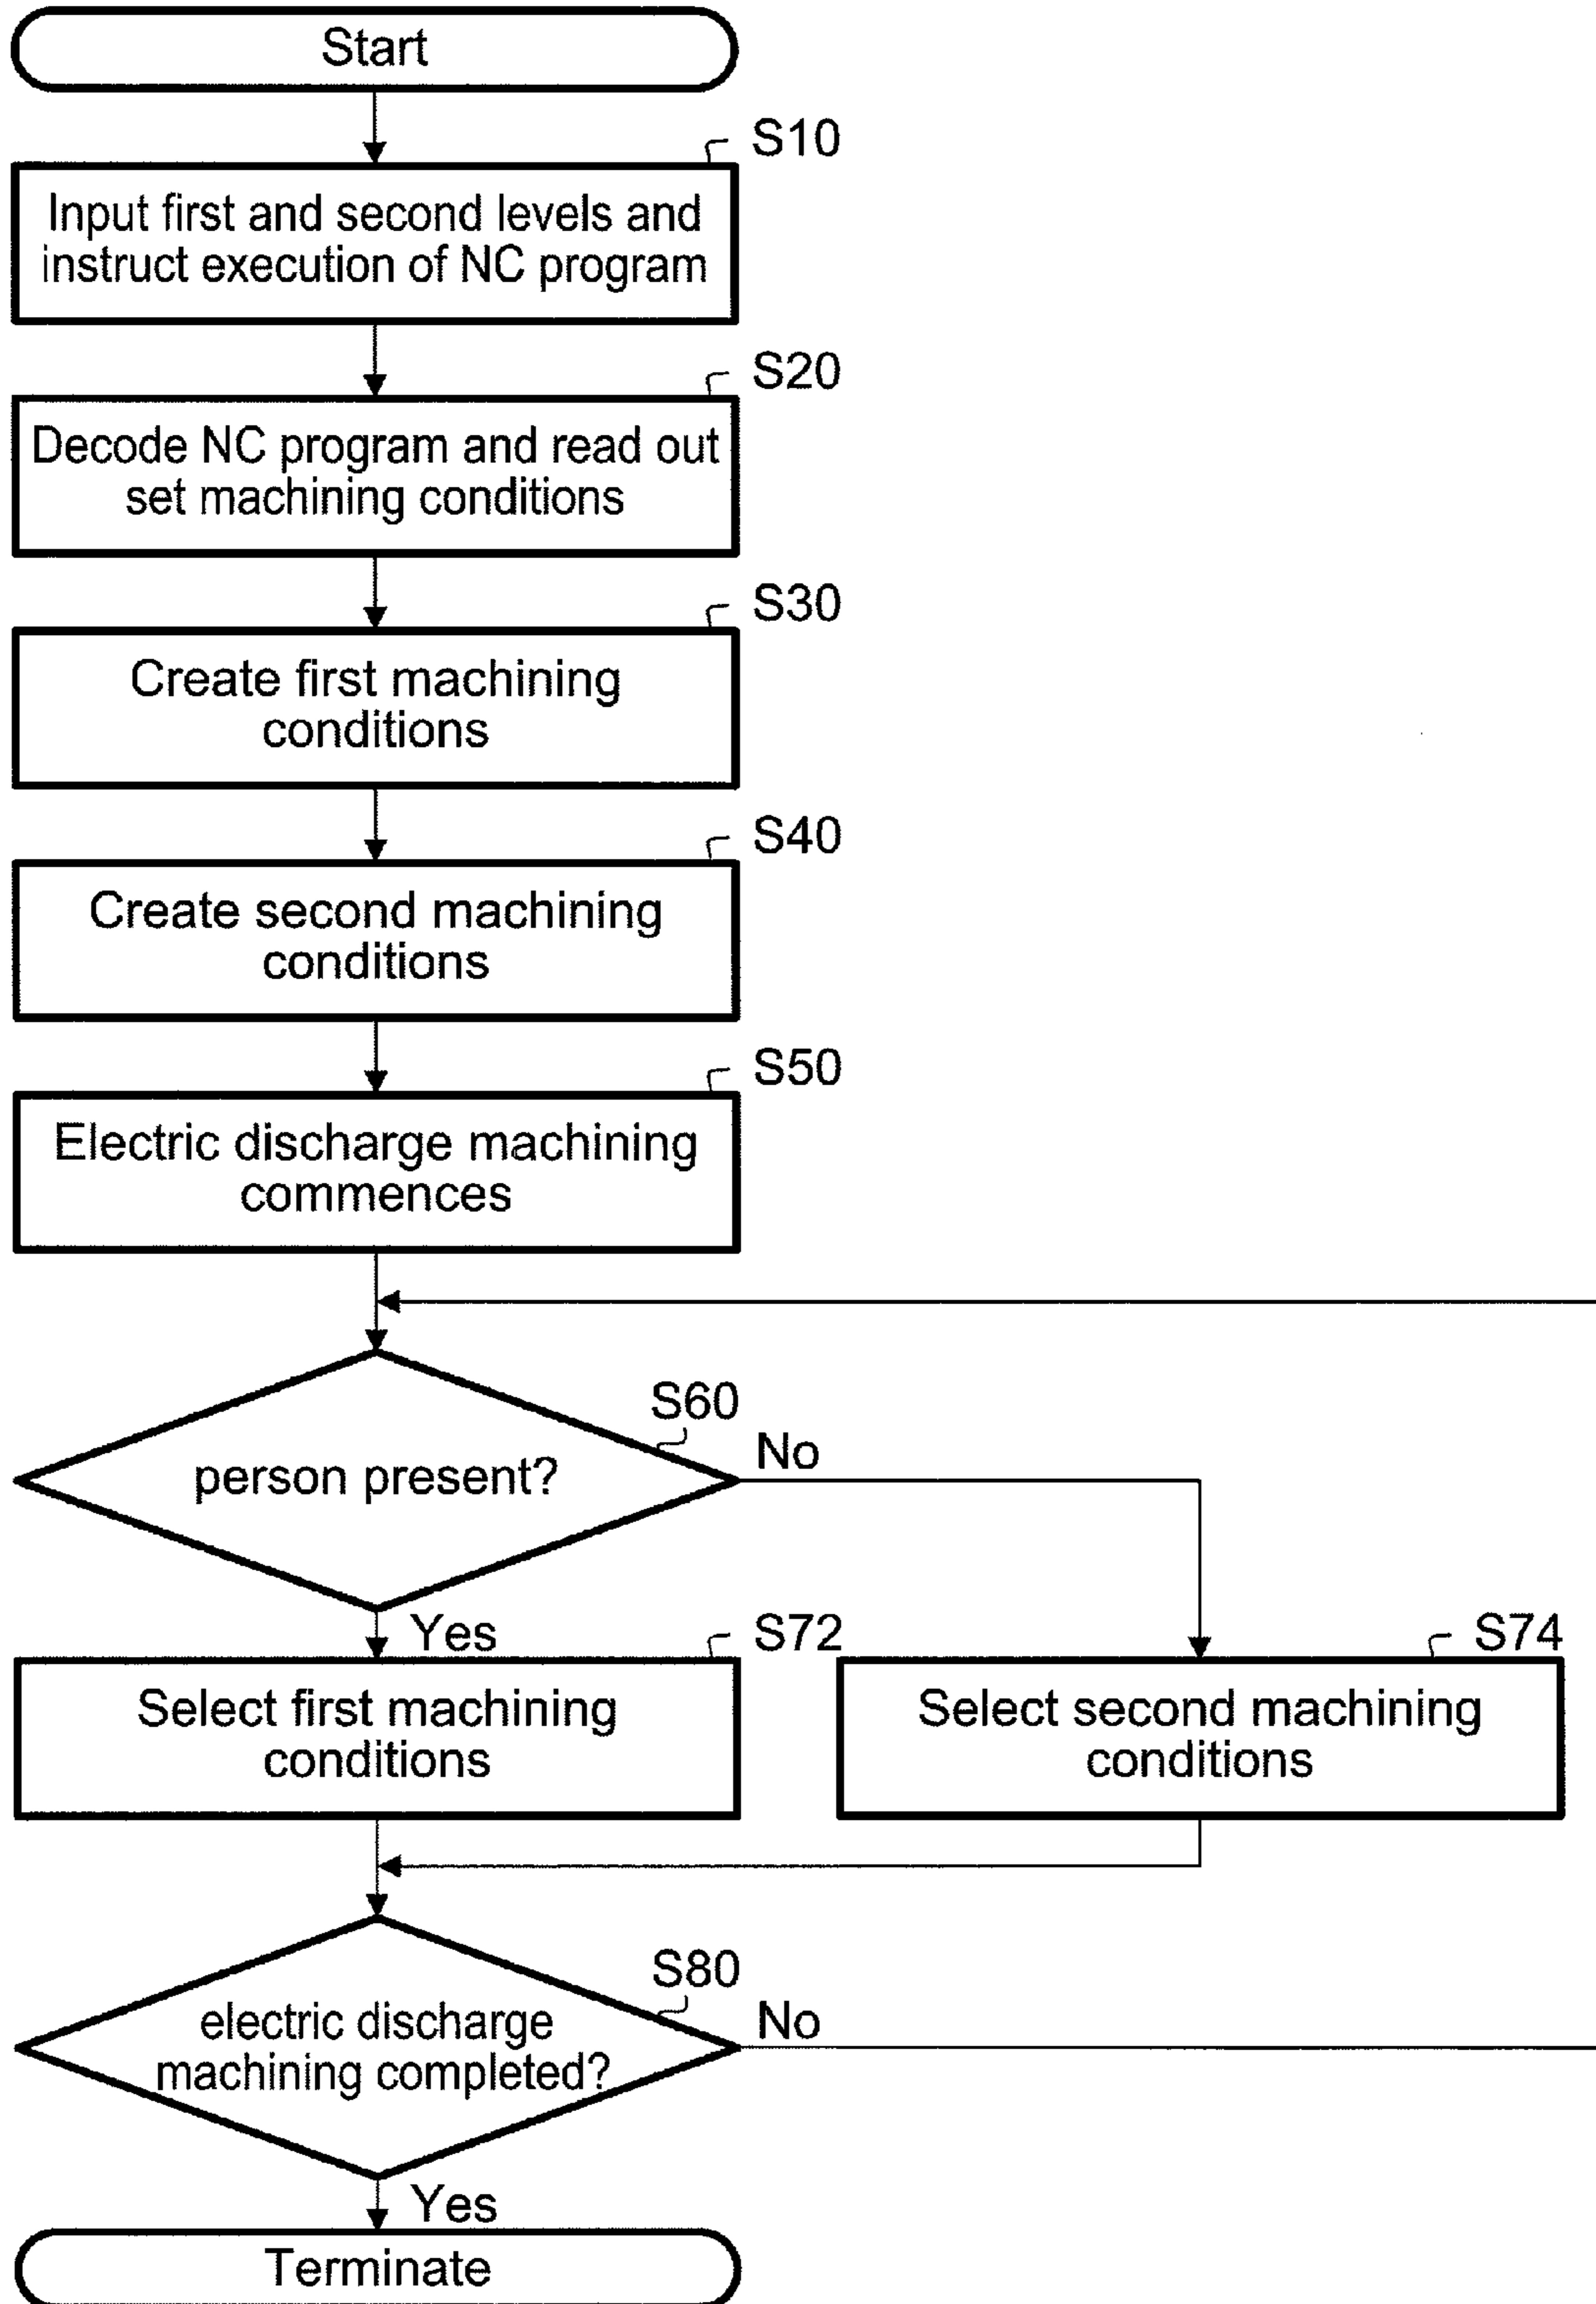 Start
S10
Input first and second levels and
instruct execution of NC program
S20
Decode NC program and read out
set machining conditions
S30
Create first machining
conditions
S40
Create second machining
conditions
S50
Electric discharge machining
commences
S60
person present?
No
Yes
S72
Select first machining
conditions
S74
Select second machining
conditions
S80
electric discharge
machining completed?
No
Yes
Terminate